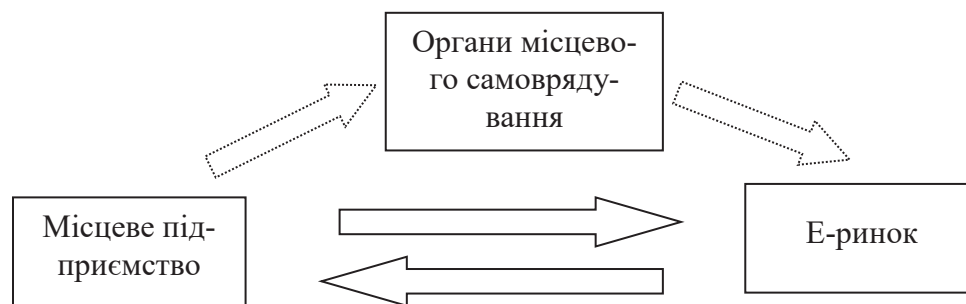 Органи місцево-
го самовряду-
вання
Місцеве під-
приємство
Е-ринок